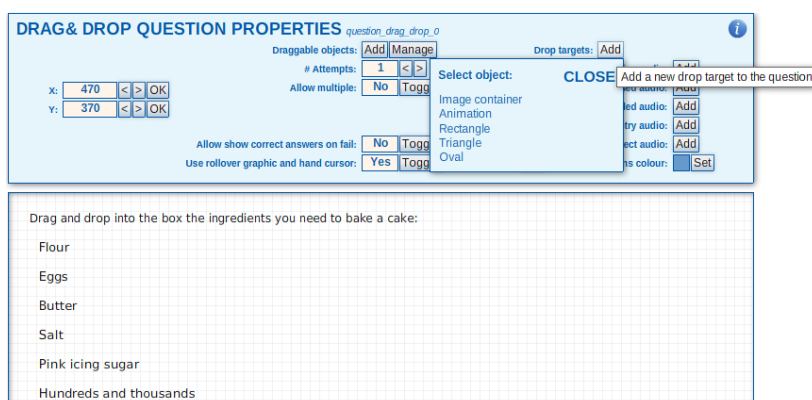 DRAG& DROP QUESTION PROPERTIES question_drag_drop_0
i
Draggable objects: Add Manage Drop targets: Add
# Attempts: 1 < >
Select object: CLOSE
Add a new drop target to the question
X: 470 < > OK
Allow multiple: No Togg
Image container
Y: 370 < > OK
Animation
Add
Rectangle
Add
Allow show correct answers on fail: No Togg
Triangle
Add
Use rollover graphic and hand cursor: Yes Togg
Oval
colour: Set
Drag and drop into the box the ingredients you need to bake a cake:
Flour
Eggs
Butter
Salt
Pink icing sugar
Hundreds and thousands